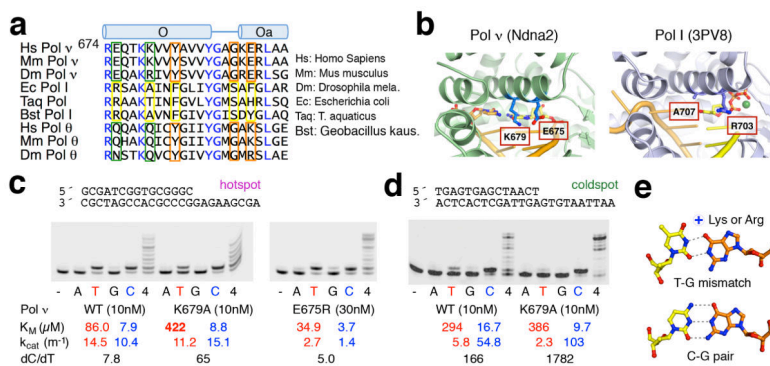 a
O Oa
Hs Pol ν 674 REQTKKVVYAVVYGAGKERLAA
Mm Pol ν REQTKKVVYSVVYGAGKERLAA
Dm Pol ν REQAKRIVYSVVYGAGKERLSG
Ec Pol I RRSAKAINFGLIYGMSAFGLAR
Taq Pol RRAAKTINFGVLYGMSAHRLSQ
Bst Pol I RRQAKAVNFGIVYGISDYGLAQ
Hs Pol θ RQQAKQICYGIIYGMGAKSLGE
Mm Pol θ RQHAKQICYGIIYGMGAKSLGE
Dm Pol θ RNSTKQVCYGIVYGMGMRSLAE
Hs: Homo Sapiens
Mm: Mus musculus
Dm: Drosophila mela.
Ec: Escherichia coli
Taq: T. aquaticus
Bst: Geobacillus kaus.
b
Pol ν (Ndna2) Pol I (3PV8)
K679 E675
A707
R703
c
hotspot
5´ GCGATCGGTGCGGGC
3´ CGCTAGCCACGCCCGGAGAAGCGA
- A T G C 4 A T G C 4 - A T G C 4
Pol ν WT (10nM) K679A (10nM) E675R (30nM)
KM (μM) 86.0 7.9 422 8.8 34.9 3.7
kcat (m-1) 14.5 10.4 11.2 15.1 2.7 1.4
dC/dT 7.8 65 5.0
d
coldspot
5´ TGAGTGAGCTAACT
3´ ACTCACTCGATTGAGTGTAATTAA
- A T G C 4 A T G C 4
WT (10nM) K679A (10nM)
294 16.7 386 9.7
5.8 54.8 2.3 103
166 1782
e
+ Lys or Arg
T-G mismatch
C-G pair